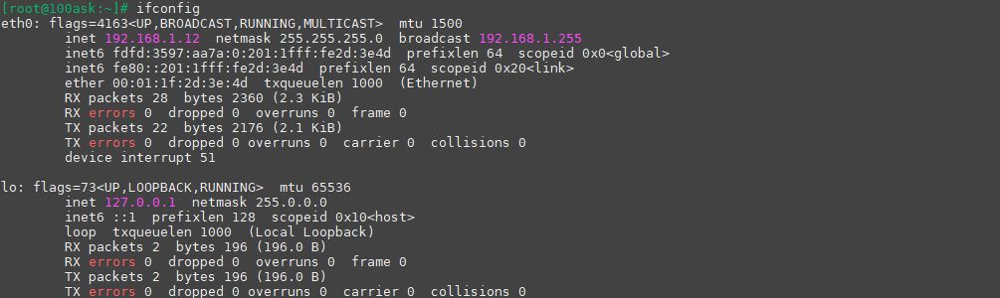 [root@100ask:~]# ifconfig
eth0: flags=4163<UP,BROADCAST,RUNNING,MULTICAST>  mtu 1500
        inet 192.168.1.12  netmask 255.255.255.0  broadcast 192.168.1.255
        inet6 fdfd:3597:aa7a:0:201:1fff:fe2d:3e4d  prefixlen 64  scopeid 0x0<global>
        inet6 fe80::201:1fff:fe2d:3e4d  prefixlen 64  scopeid 0x20<link>
        ether 00:01:1f:2d:3e:4d  txqueuelen 1000  (Ethernet)
        RX packets 28  bytes 2360 (2.3 KiB)
        RX errors 0  dropped 0  overruns 0  frame 0
        TX packets 22  bytes 2176 (2.1 KiB)
        TX errors 0  dropped 0 overruns 0  carrier 0  collisions 0
        device interrupt 51

lo: flags=73<UP,LOOPBACK,RUNNING>  mtu 65536
        inet 127.0.0.1  netmask 255.0.0.0
        inet6 ::1  prefixlen 128  scopeid 0x10<host>
        loop  txqueuelen 1000  (Local Loopback)
        RX packets 2  bytes 196 (196.0 B)
        RX errors 0  dropped 0  overruns 0  frame 0
        TX packets 2  bytes 196 (196.0 B)
        TX errors 0  dropped 0 overruns 0  carrier 0  collisions 0